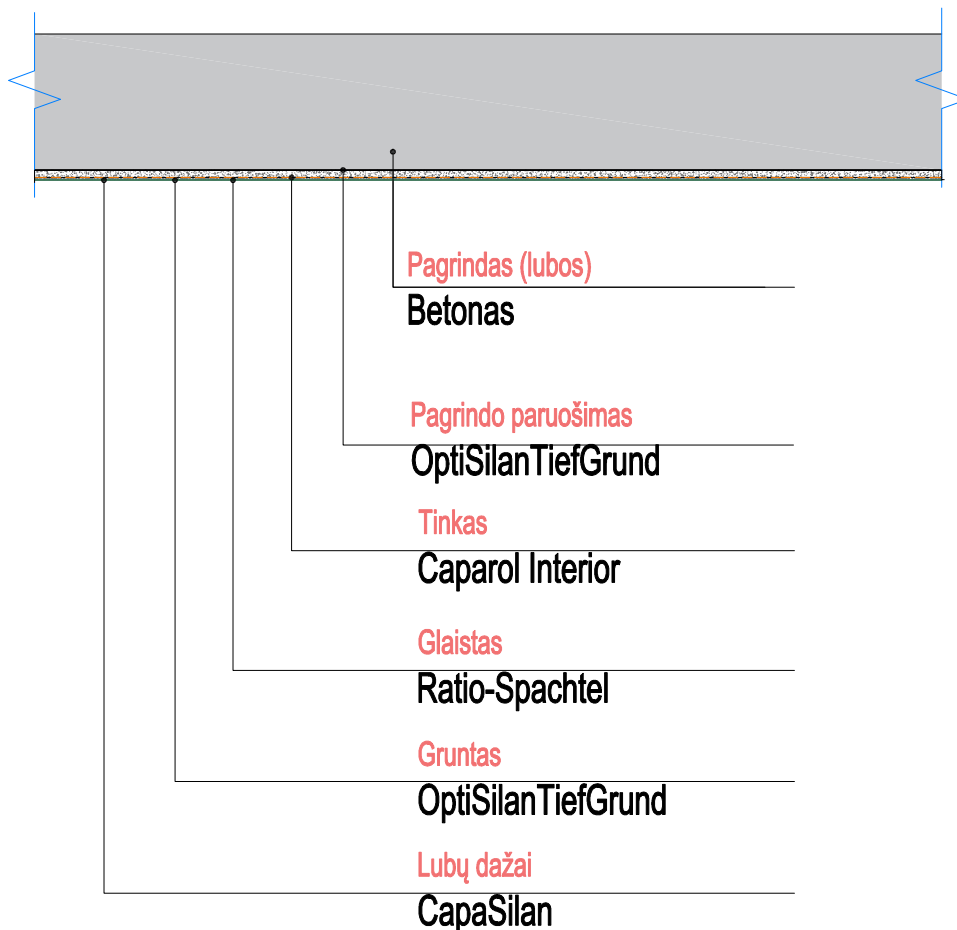 Pagrindas (lubos)
Betonas
Pagrindo paruošimas
OptiSilanTiefGrund
Tinkas
Caparol Interior
Glaistas
Ratio-Spachtel
Gruntas
OptiSilanTiefGrund
Lubų dažai
CapaSilan